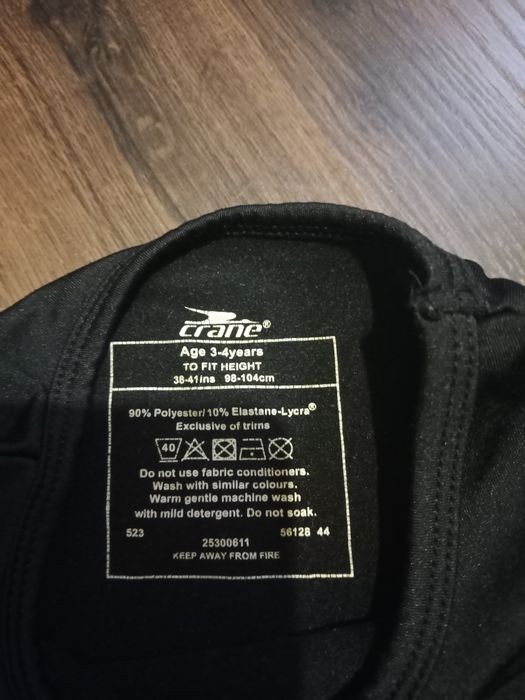 crane®
Age 3-4years
TO FIT HEIGHT
38-41ins 98-104cm
90% Polyester/10% Elastane-Lycra®
Exclusive of trims
40
Do not use fabric conditioners.
Wash with similar colours.
Warm gentle machine wash
with mild detergent. Do not soak.
523 56128 44
25300611
KEEP AWAY FROM FIRE